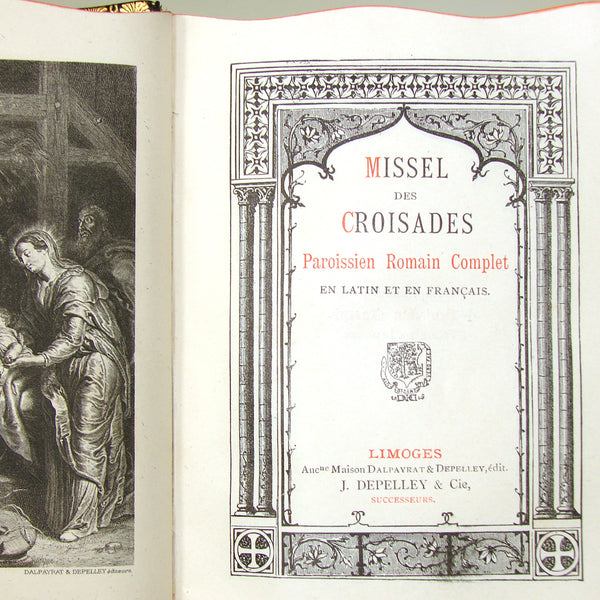 DALPAYRAT & DEPELLEY éditeurs.
MISSEL
DES
CROISADES
Paroissien Romain Complet
EN LATIN ET EN FRANÇAIS.
LIMOGES
Aucne Maison DALPAYRAT & DEPELLEY, édit.
J. DEPELLEY & Cie,
SUCCESSEURS.